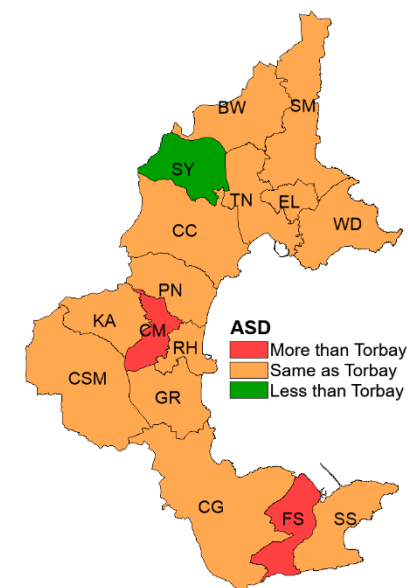 BW
SM
SY
TN
EL
WD
CC
PN
KA
CM
RH
CSM
GR
ASD
More than Torbay
Same as Torbay
Less than Torbay
CG
FS
SS